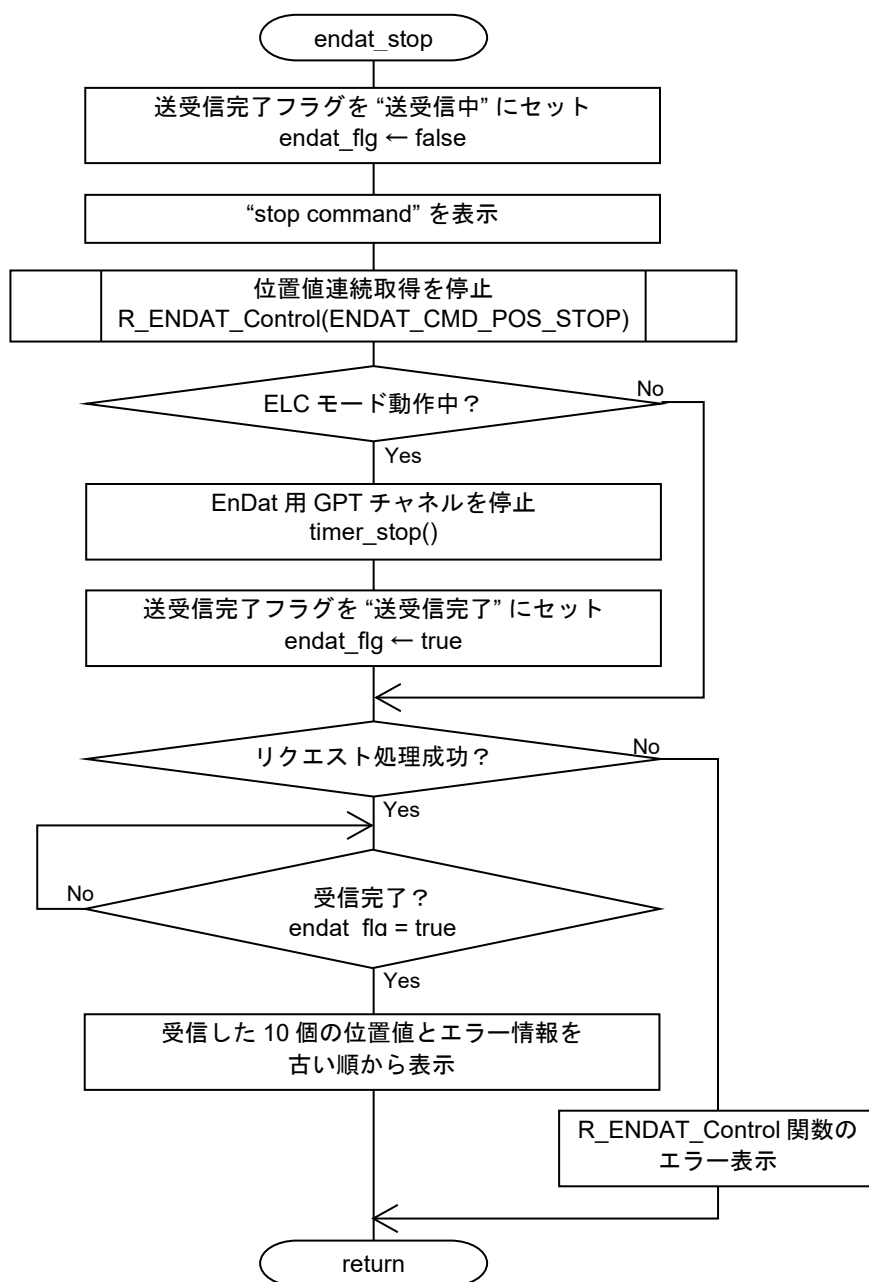 endat_stop
送受信完了フラグを “送受信中” にセット
endat_flg ← false
“stop command” を表示
位置値連続取得を停止
R_ENDAT_Control(ENDAT_CMD_POS_STOP)
ELC モード動作中？
No
Yes
EnDat 用 GPT チャネルを停止
timer_stop()
送受信完了フラグを “送受信完了” にセット
endat_flg ← true
リクエスト処理成功？
No
Yes
受信完了？
endat_flg = true
No
Yes
受信した 10 個の位置値とエラー情報を
古い順から表示
R_ENDAT_Control 関数の
エラー表示
return